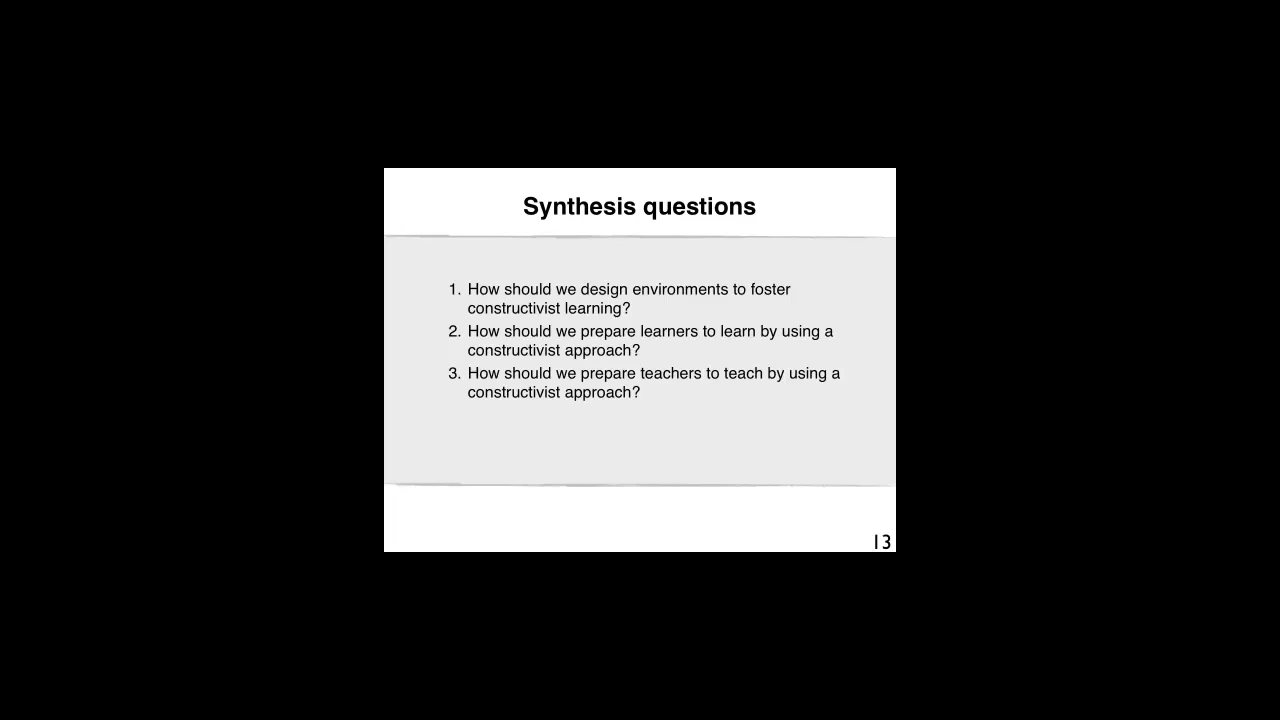 Synthesis questions
1. How should we design environments to foster
constructivist learning?
2. How should we prepare learners to learn by using a
constructivist approach?
3. How should we prepare teachers to teach by using a
constructivist approach?
13